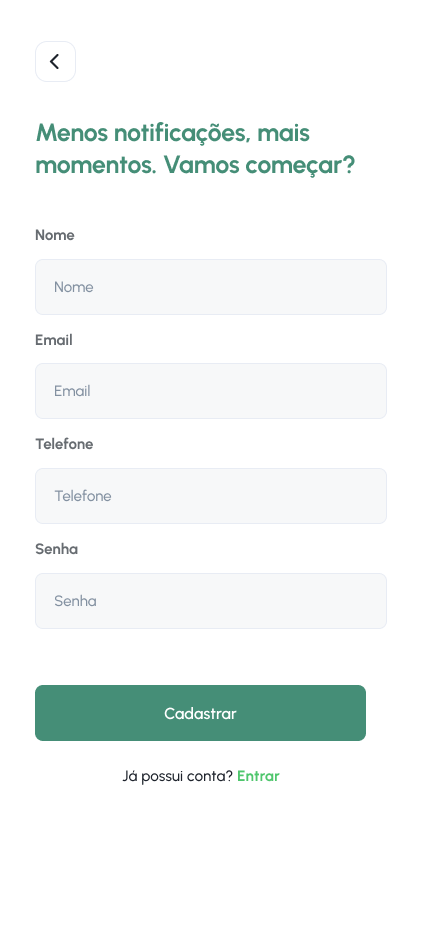 Menos notificações, mais
momentos. Vamos começar?
Nome
Nome
Email
Email
Telefone
Telefone
Senha
Senha
Cadastrar
Já possui conta? Entrar